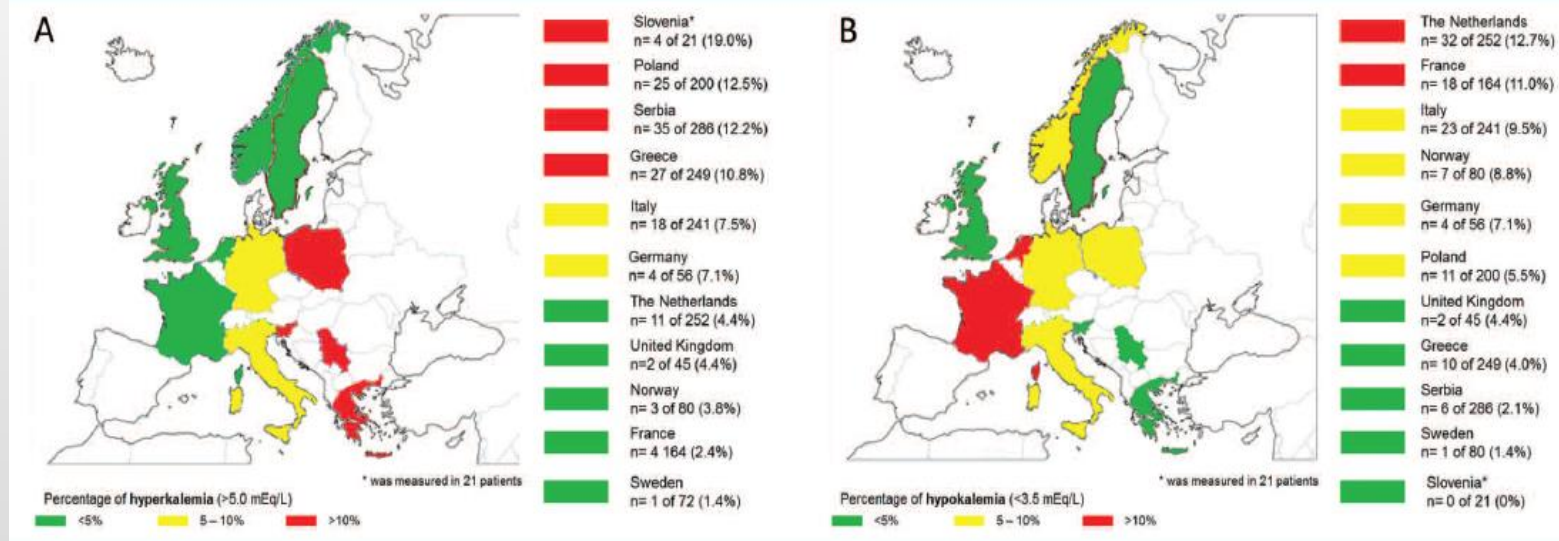 A
Slovenia*
n= 4 of 21 (19.0%)
Poland
n= 25 of 200 (12.5%)
Serbia
n= 35 of 286 (12.2%)
Greece
n= 27 of 249 (10.8%)
Italy
n= 18 of 241 (7.5%)
Germany
n= 4 of 56 (7.1%)
The Netherlands
n= 11 of 252 (4.4%)
United Kingdom
n=2 of 45 (4.4%)
Norway
n= 3 of 80 (3.8%)
France
n= 4 164 (2.4%)
Sweden
n= 1 of 72 (1.4%)
* was measured in 21 patients
Percentage of hyperkalemia (>5.0 mEq/L)
<5% 5 – 10% >10%
B
The Netherlands
n= 32 of 252 (12.7%)
France
n= 18 of 164 (11.0%)
Italy
n= 23 of 241 (9.5%)
Norway
n= 7 of 80 (8.8%)
Germany
n= 4 of 56 (7.1%)
Poland
n= 11 of 200 (5.5%)
United Kingdom
n=2 of 45 (4.4%)
Greece
n= 10 of 249 (4.0%)
Serbia
n= 6 of 286 (2.1%)
Sweden
n= 1 of 80 (1.4%)
Slovenia*
n= 0 of 21 (0%)
* was measured in 21 patients
Percentage of hypokalemia (<3.5 mEq/L)
<5% 5 – 10% >10%